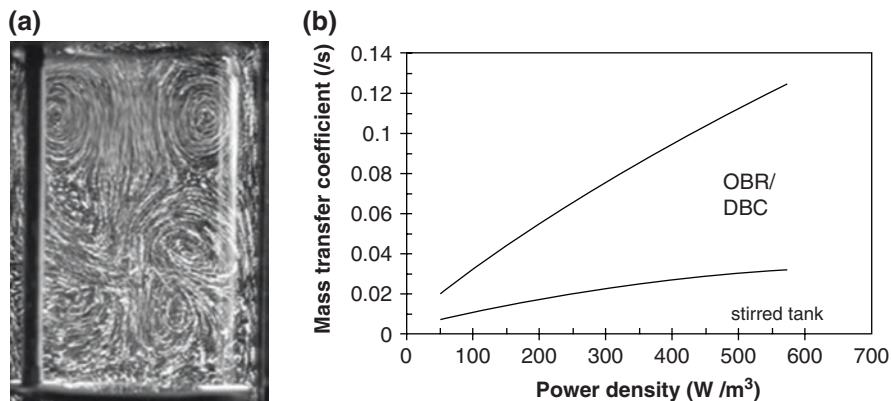 (a)
(b)
Mass transfer coefficient (/s)
0.14
0.12
0.1
0.08
0.06
0.04
0.02
0
0 100 200 300 400 500 600 700
OBR/
DBC
stirred tank
Power density (W /m³)